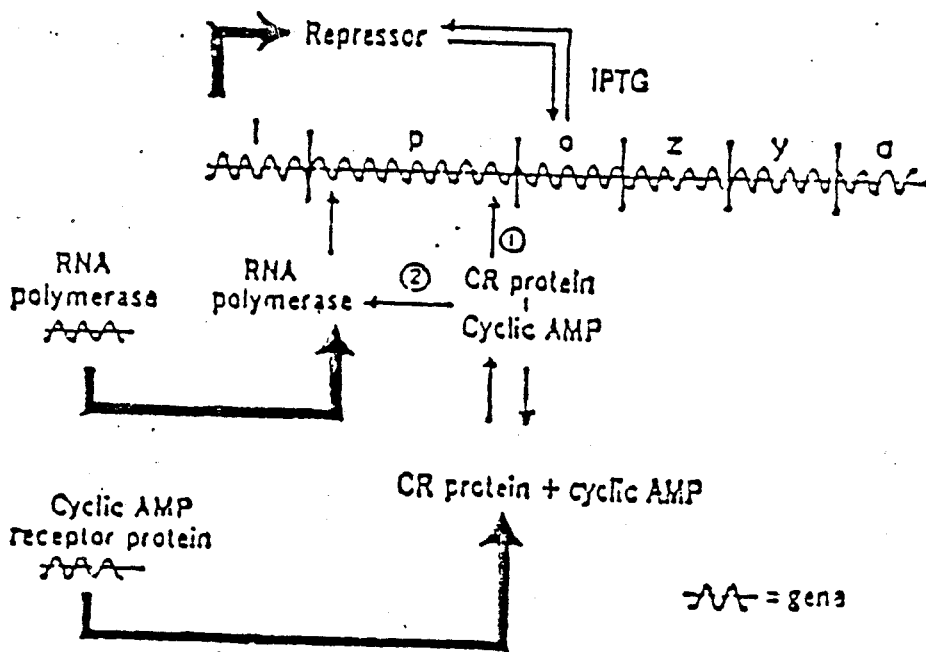 Repressor
IPTG
i p o z y a
①
RNA
polymerase
RNA
polymerase
②
CR protein
Cyclic AMP
CR protein + cyclic AMP
Cyclic AMP
receptor protein
= gene